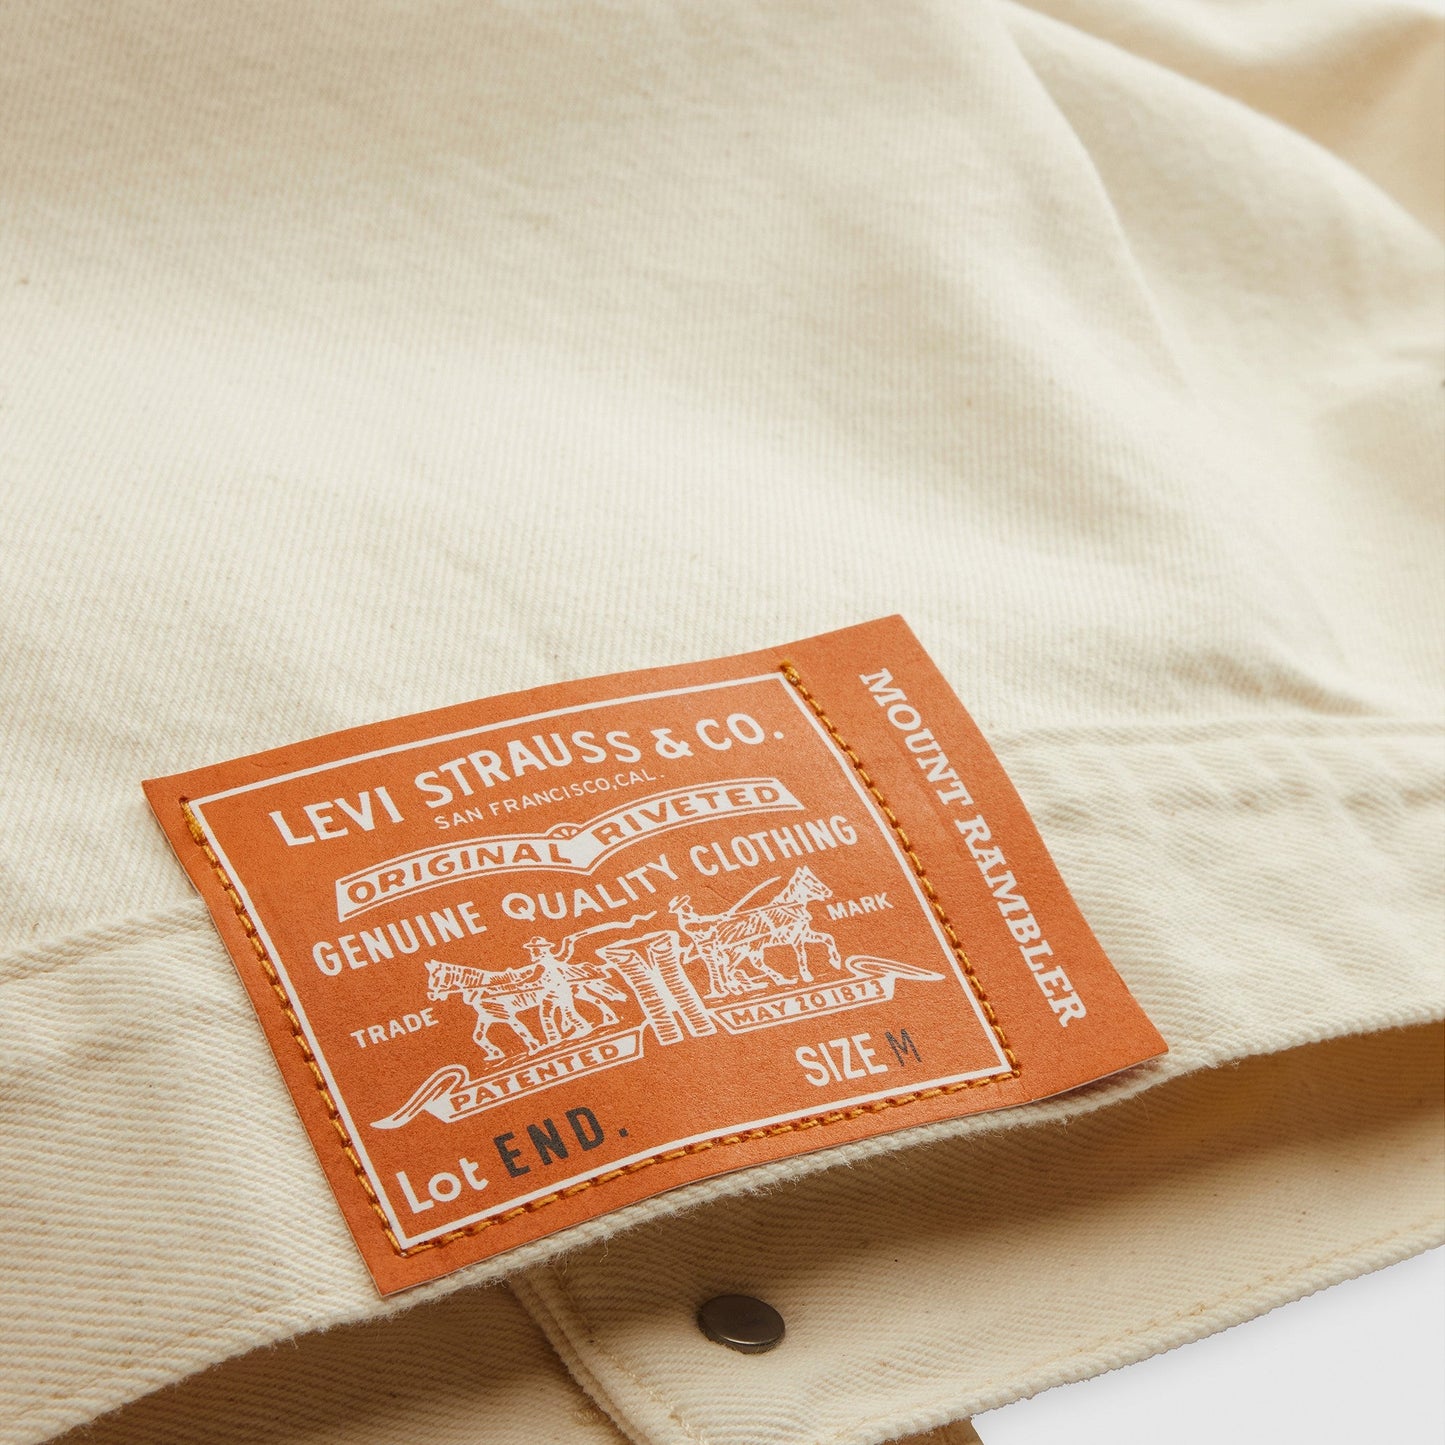 LEVI STRAUSS & CO.
SAN FRANCISCO, CAL.
ORIGINAL RIVETED
GENUINE QUALITY CLOTHING
TRADE MARK
PATENTED MAY 20 1873
SIZE M
Lot END.
MOUNT RAMBLER